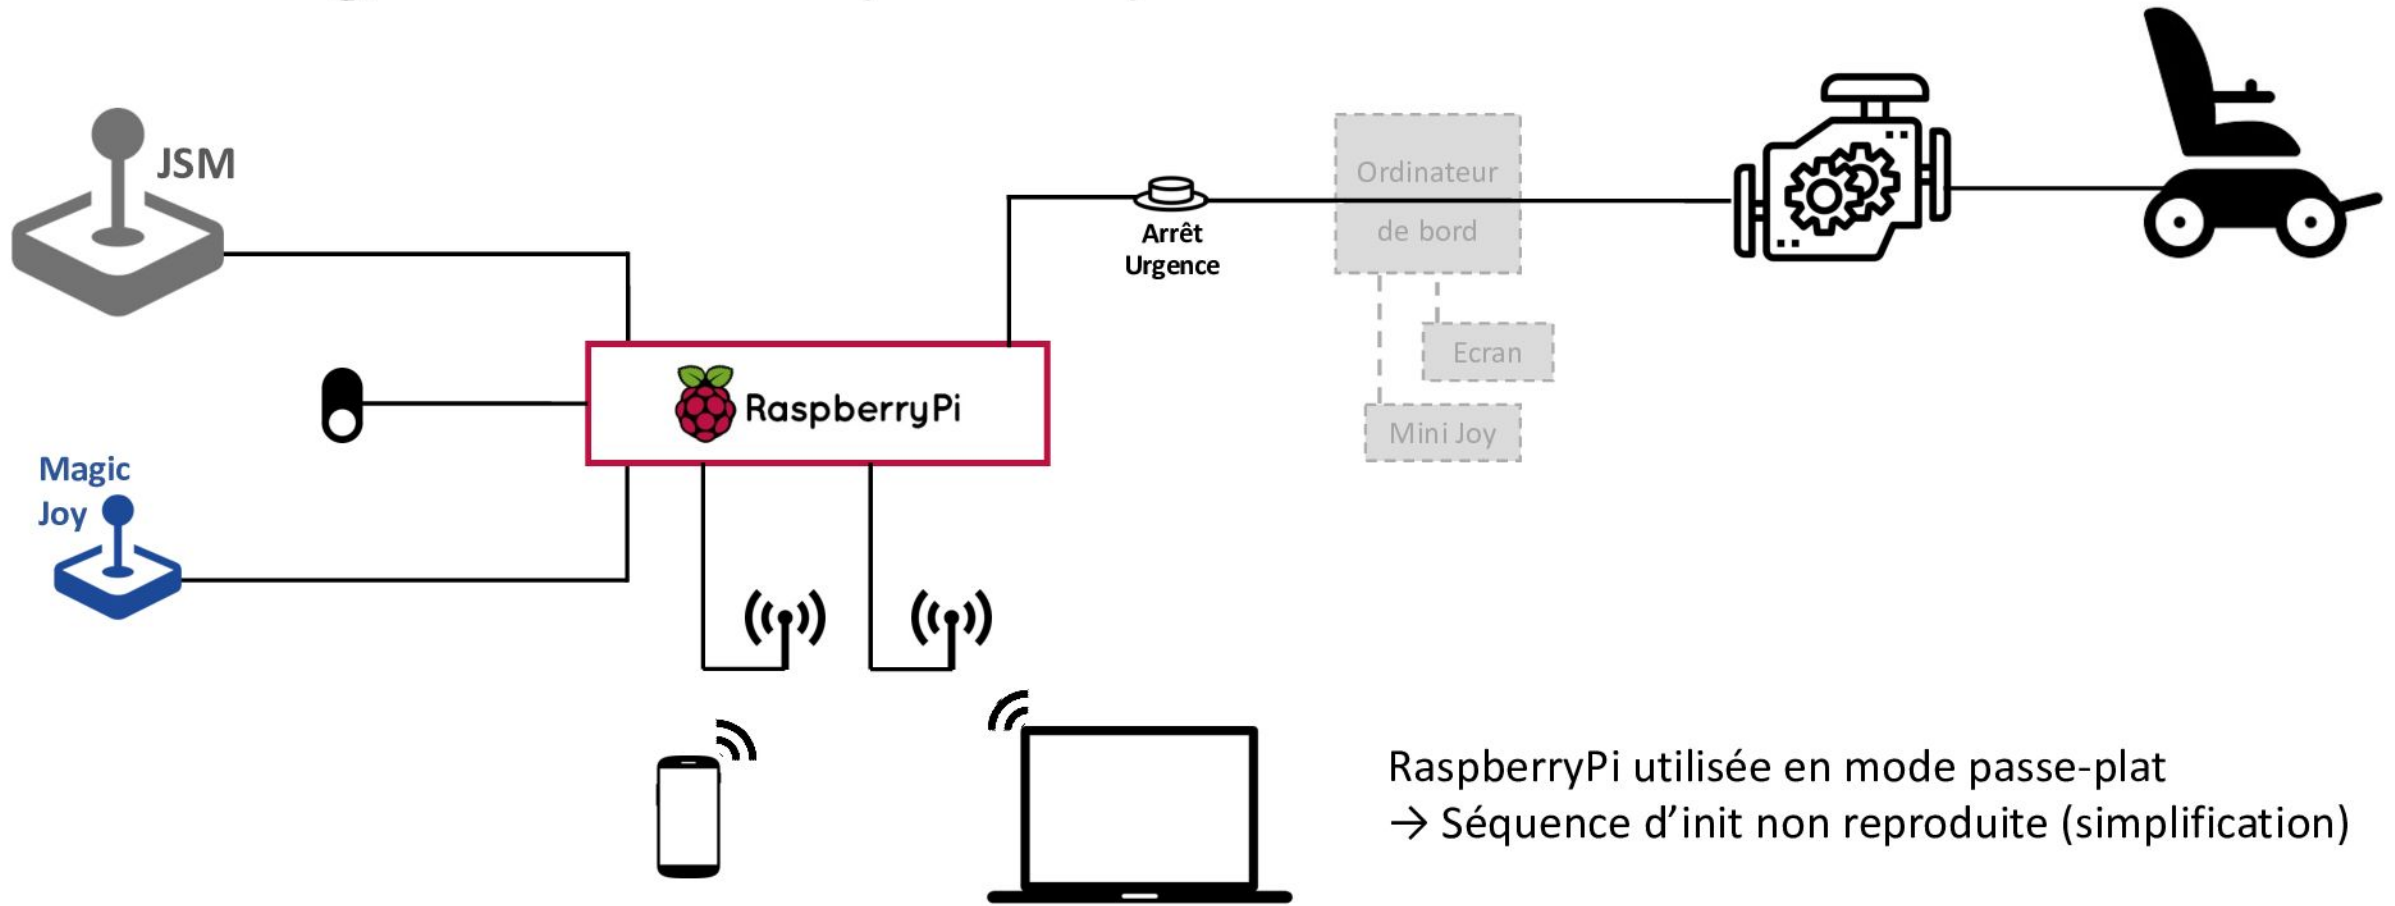 JSM
Ordinateur
de bord
Arrêt
Urgence
Ecran
RaspberryPi
Mini Joy
Magic
Joy
RaspberryPi utilisée en mode passe-plat
→ Séquence d’init non reproduite (simplification)